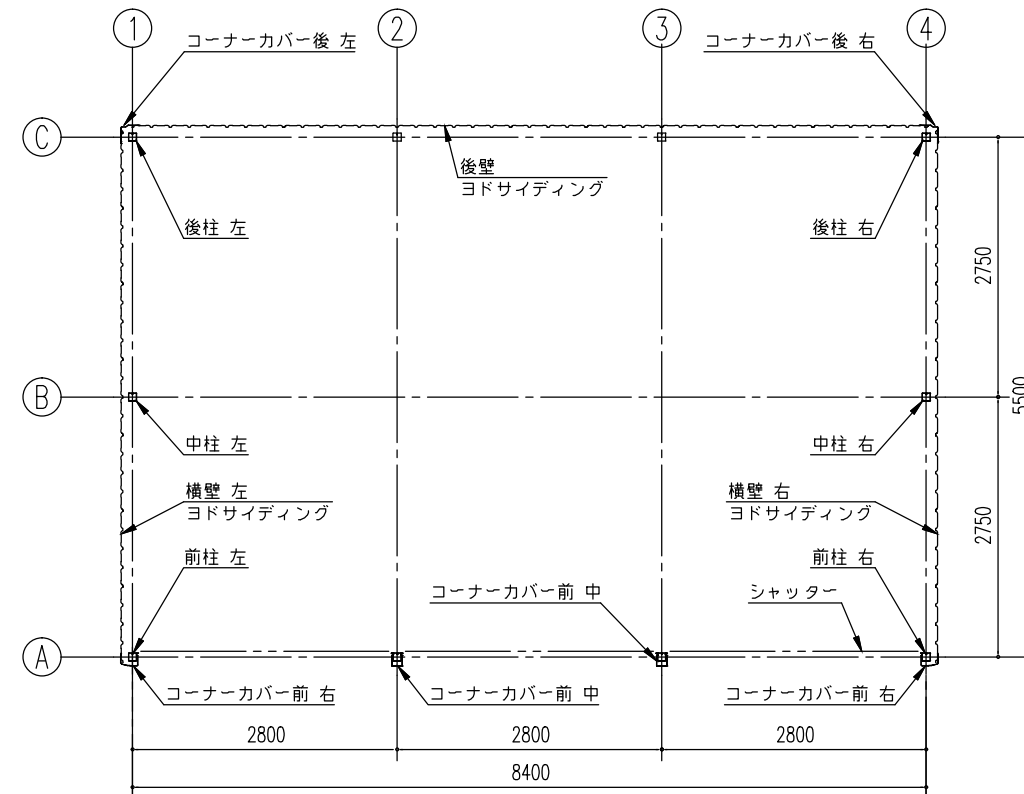 1
2
3
4
コーナーカバー後 左
コーナーカバー後 右
C
後壁
ヨドサイディング
後柱 左
後柱 右
2750
B
5500
中柱 左
中柱 右
横壁 左
ヨドサイディング
横壁 右
ヨドサイディング
2750
前柱 左
前柱 右
コーナーカバー前 中
シャッター
A
コーナーカバー前 右
コーナーカバー前 中
コーナーカバー前 右
2800
2800
2800
8400